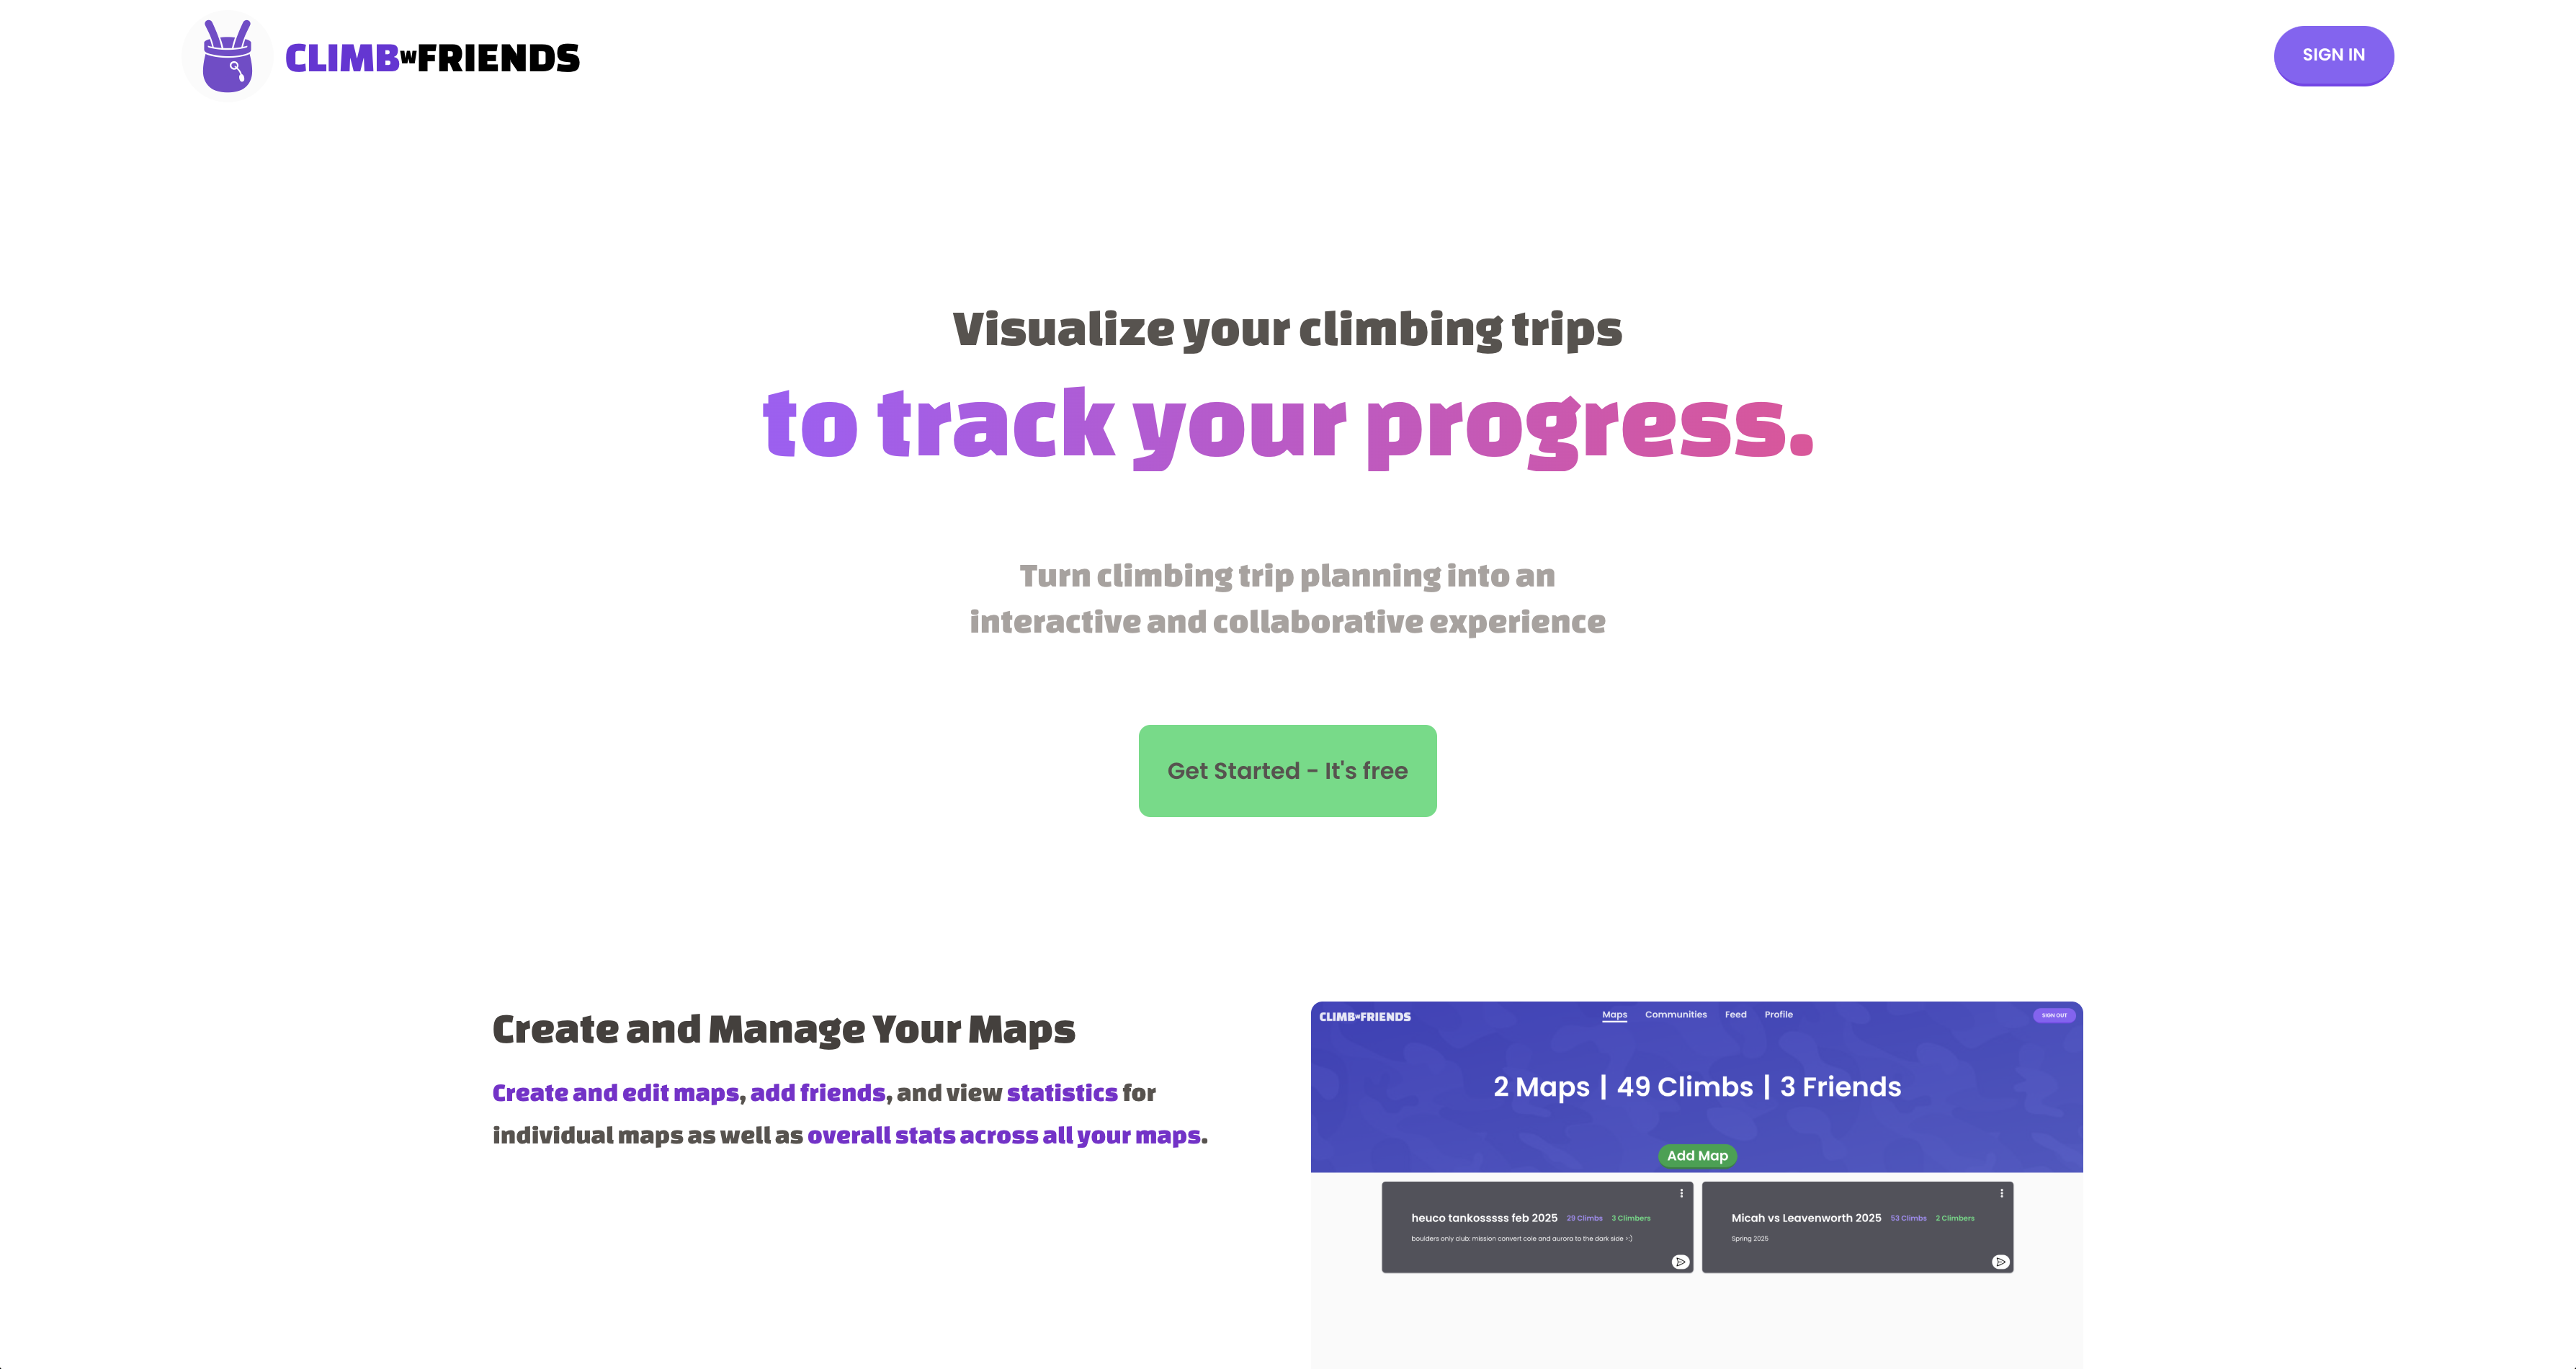 CLIMBwFRIENDS
SIGN IN
Visualize your climbing trips
to track your progress.
Turn climbing trip planning into an
interactive and collaborative experience
Get Started - It's free
Create and Manage Your Maps
Create and edit maps, add friends, and view statistics for
individual maps as well as overall stats across all your maps.
CLIMBwFRIENDS
Maps Communities Feed Profile
SIGN OUT
2 Maps | 49 Climbs | 3 Friends
Add Map
heuco tankosssss feb 2025 29 Climbs 3 Climbers
boulders only club: mission convert cole and aurora to the dark side >:)
Micah vs Leavenworth 2025 53 Climbs 2 Climbers
Spring 2025